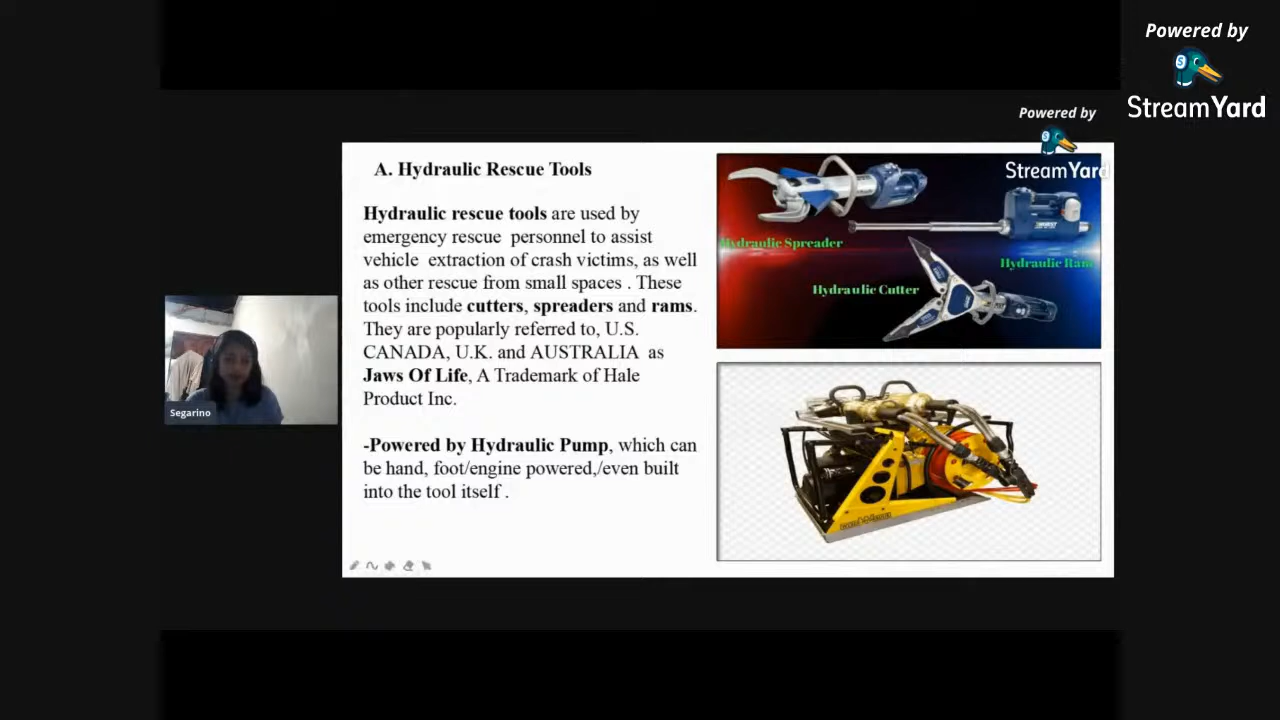 Powered by
StreamYard
Powered by
StreamYard
A. Hydraulic Rescue Tools
Hydraulic rescue tools are used by
emergency rescue personnel to assist
vehicle extraction of crash victims, as well
as other rescue from small spaces . These
tools include cutters, spreaders and rams.
They are popularly referred to, U.S.
CANADA, U.K. and AUSTRALIA as
Jaws Of Life, A Trademark of Hale
Product Inc.
-Powered by Hydraulic Pump, which can
be hand, foot/engine powered,/even built
into the tool itself .
Hydraulic Spreader
Hydraulic Ram
Hydraulic Cutter
Segarino